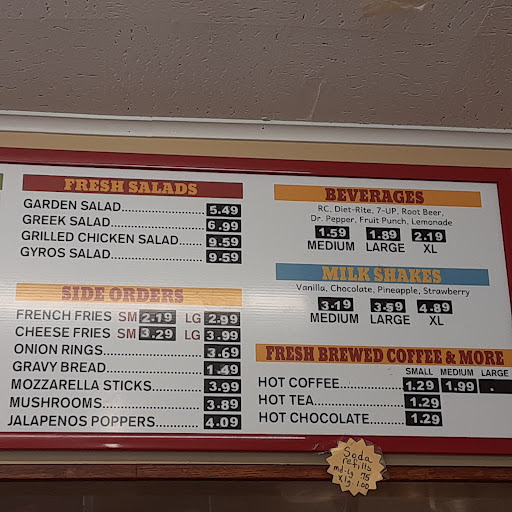 FRESH SALADS
GARDEN SALAD........................ 5.49
GREEK SALAD........................... 6.99
GRILLED CHICKEN SALAD..... 9.59
GYROS SALAD.......................... 9.59
SIDE ORDERS
FRENCH FRIES SM 2.19 LG 2.99
CHEESE FRIES SM 3.29 LG 3.99
ONION RINGS........................... 3.69
GRAVY BREAD.......................... 1.49
MOZZARELLA STICKS............. 3.99
MUSHROOMS........................... 3.89
JALAPENOS POPPERS........... 4.09
BEVERAGES
RC, Diet-Rite, 7-UP, Root Beer,
Dr. Pepper, Fruit Punch, Lemonade
1.59 1.89 2.19
MEDIUM LARGE XL
MILK SHAKES
Vanilla, Chocolate, Pineapple, Strawberry
3.19 3.59 4.89
MEDIUM LARGE XL
FRESH BREWED COFFEE & MORE
SMALL MEDIUM LARGE
HOT COFFEE................ 1.29 1.99 .
HOT TEA....................... 1.29
HOT CHOCOLATE......... 1.29
Soda
refills
md-Lg .75
XLg 1.00